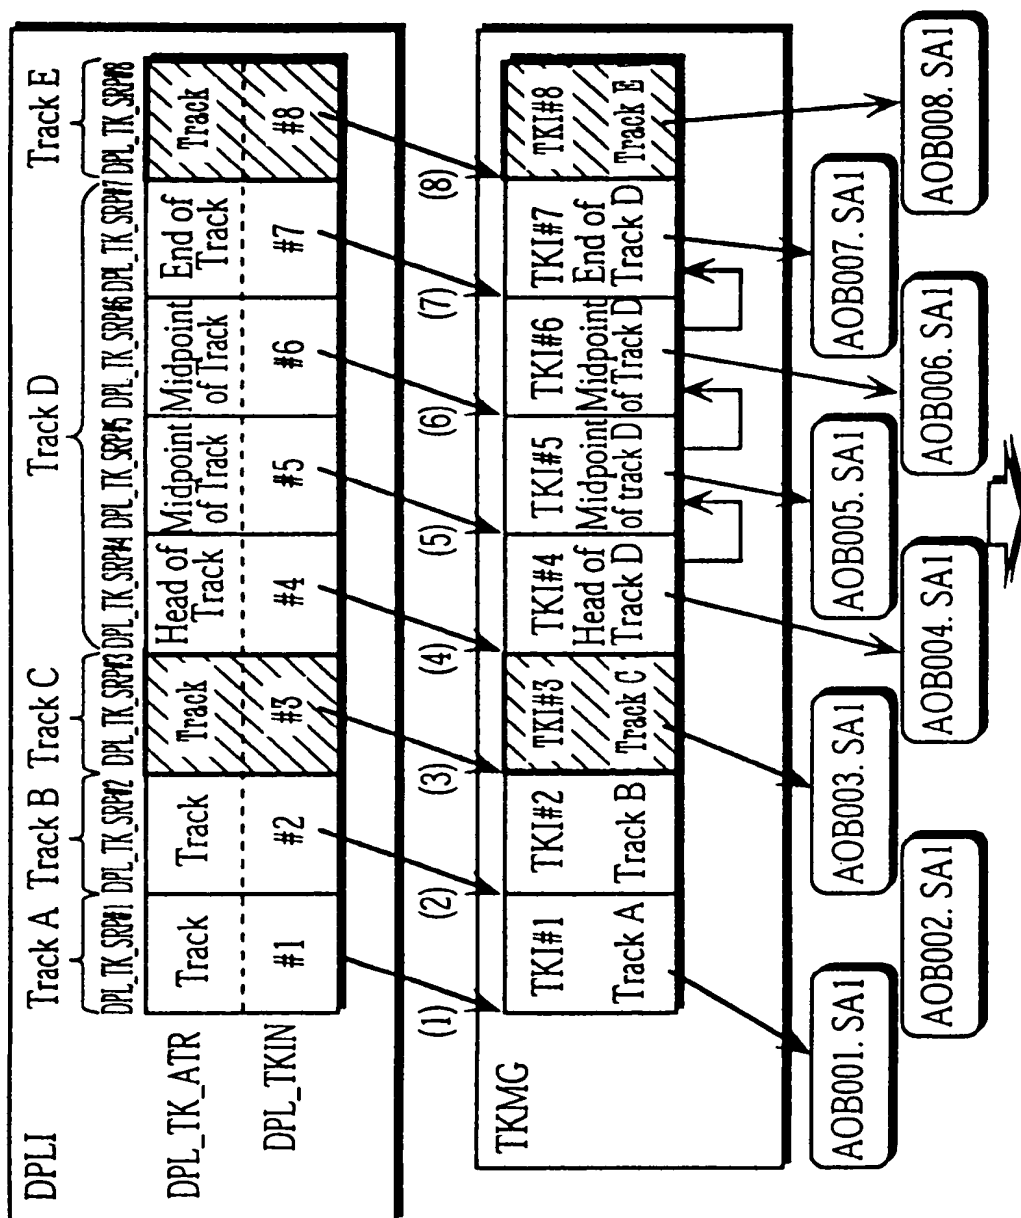 DPLI
Track A Track B Track C Track D Track E
DPL_TK_SRP#1 DPL_TK_SRP#2 DPL_TK_SRP#3 DPL_TK_SRP#4 DPL_TK_SRP#5 DPL_TK_SRP#6 DPL_TK_SRP#7 DPL_TK_SRP#8
DPL_TK_ATR
Track
Track
Track
Head of
Track
Midpoint
of Track
Midpoint
of Track
End of
Track
Track
DPL_TKIN #1 #2 #3 #4 #5 #6 #7 #8
(1) (2) (3) (4) (5) (6) (7) (8)
TKMG
TKI#1
Track A
TKI#2
Track B
TKI#3
Track C
TKI#4
Head of
Track D
TKI#5
Midpoint
of track D
TKI#6
Midpoint
of Track D
TKI#7
End of
Track D
TKI#8
Track E
AOB001. SA1 AOB003. SA1 AOB005. SA1 AOB007. SA1
AOB002. SA1 AOB004. SA1 AOB006. SA1 AOB008. SA1